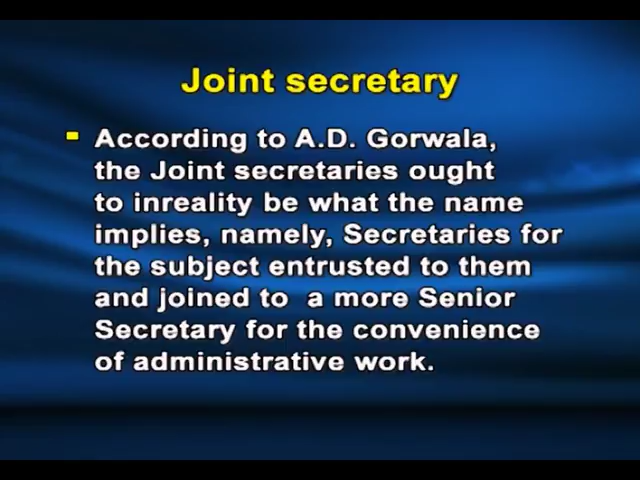 Joint secretary
According to A.D. Gorwala,
the Joint secretaries ought
to inreality be what the name
implies, namely, Secretaries for
the subject entrusted to them
and joined to a more Senior
Secretary for the convenience
of administrative work.